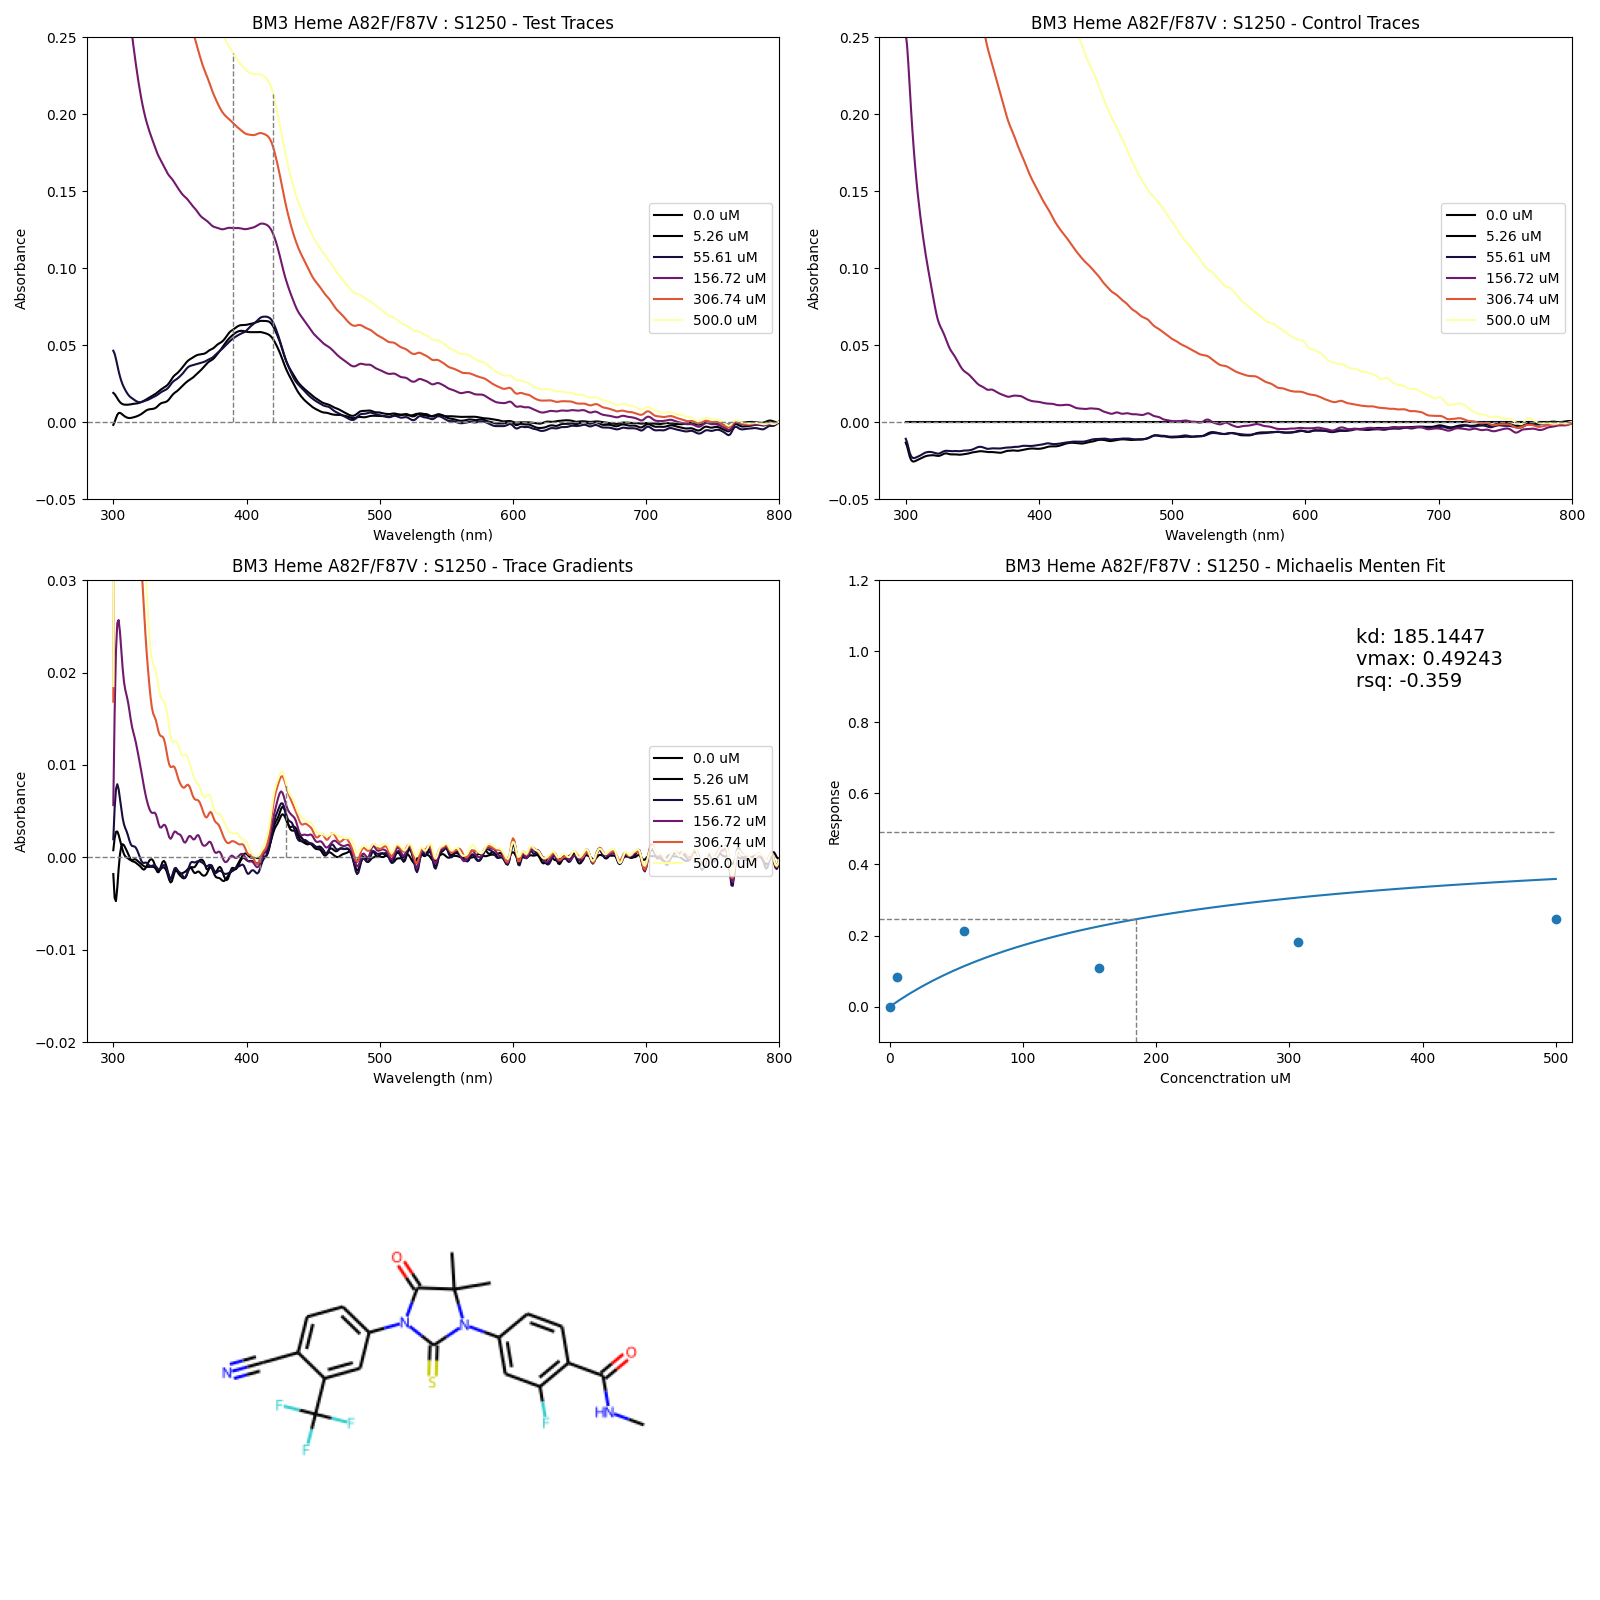 BM3 Heme A82F/F87V : S1250 - Test Traces
0.25
0.20
0.15
0.10
0.05
0.00
−0.05
Absorbance
300 400 500 600 700 800
Wavelength (nm)
0.0 uM
5.26 uM
55.61 uM
156.72 uM
306.74 uM
500.0 uM
BM3 Heme A82F/F87V : S1250 - Control Traces
0.25
0.20
0.15
0.10
0.05
0.00
−0.05
Absorbance
300 400 500 600 700 800
Wavelength (nm)
0.0 uM
5.26 uM
55.61 uM
156.72 uM
306.74 uM
500.0 uM
BM3 Heme A82F/F87V : S1250 - Trace Gradients
0.03
0.02
0.01
0.00
−0.01
−0.02
Absorbance
300 400 500 600 700 800
Wavelength (nm)
0.0 uM
5.26 uM
55.61 uM
156.72 uM
306.74 uM
500.0 uM
BM3 Heme A82F/F87V : S1250 - Michaelis Menten Fit
1.2
1.0
0.8
0.6
0.4
0.2
0.0
Response
kd: 185.1447
vmax: 0.49243
rsq: -0.359
0 100 200 300 400 500
Concenctration uM
O
N
N
S
N
F
F
F
F
O
HN